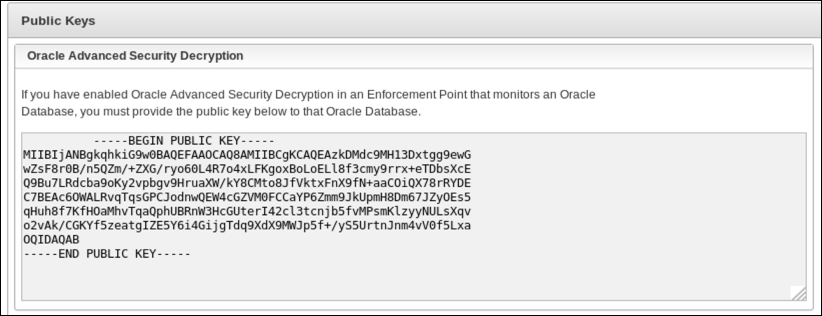 Public Keys
Oracle Advanced Security Decryption
If you have enabled Oracle Advanced Security Decryption in an Enforcement Point that monitors an Oracle
Database, you must provide the public key below to that Oracle Database.
-----BEGIN PUBLIC KEY-----
MIIBIjANBgkqhkiG9w0BAQEFAAOCAQ8AMIIBCgKCAQEAzkDMdc9MH13Dxtgg9ewG
wZsF8r0B/n5QZm/+ZXG/ryo60L4R7o4xLFKgoxBoLoELl8f3cmy9rrx+eTDbsXcE
Q9Bu7LRdcba9oKy2vpbgv9HruaXW/kY8CMto8JfVktxFnX9fN+aaCOiQX78rRYDE
C7BEAc6OWALRvqTqsGPCJodnwQEW4cGZVM0FCCaYP6Zmm9JkUpmH8Dm67JZyOEs5
qHuh8f7KfHOaMhvTqaQphUBRnW3HcGUterI42cl3tcnjb5fvMPsmKlzyyNULsXqv
o2vAk/CGKYf5zeatgIZE5Y6i4GijgTdq9XdX9MWJp5f+/yS5UrtnJnm4vV0f5Lxa
OQIDAQAB
-----END PUBLIC KEY-----